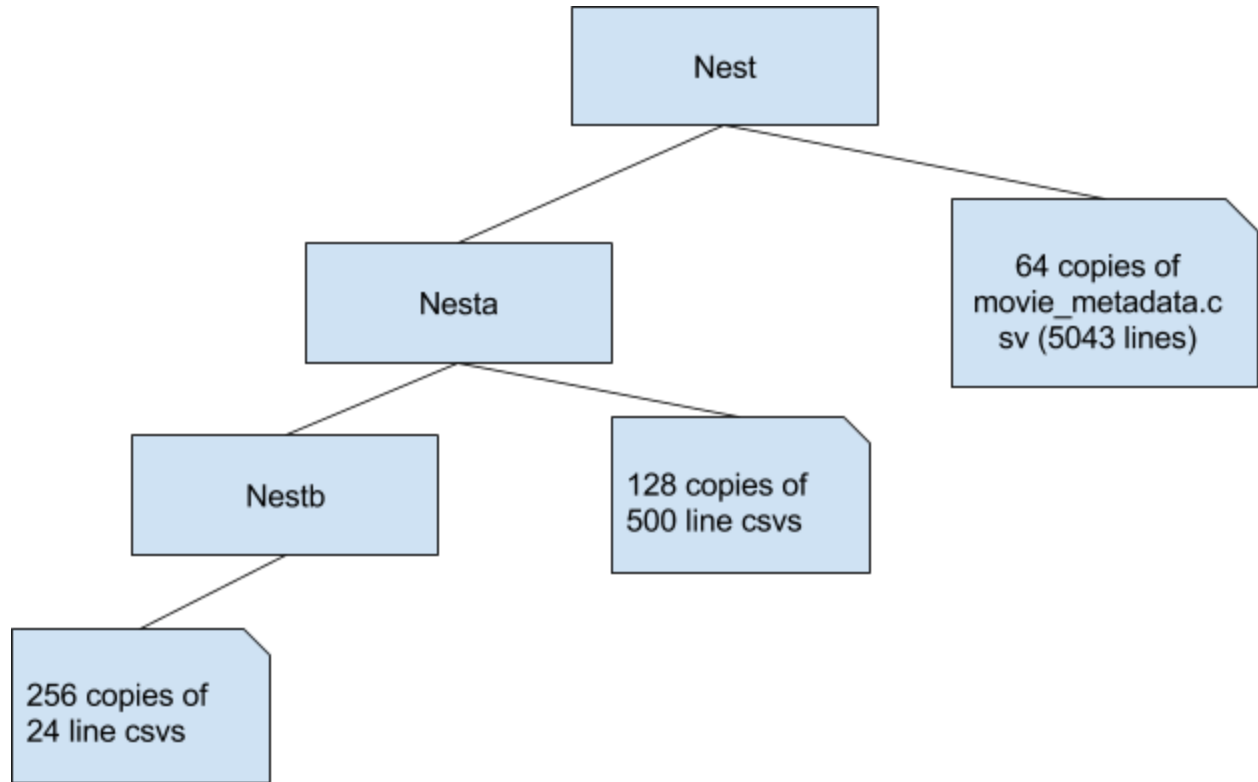 Nest
64 copies of
movie_metadata.c
sv (5043 lines)
Nesta
128 copies of
500 line csvs
Nestb
256 copies of
24 line csvs